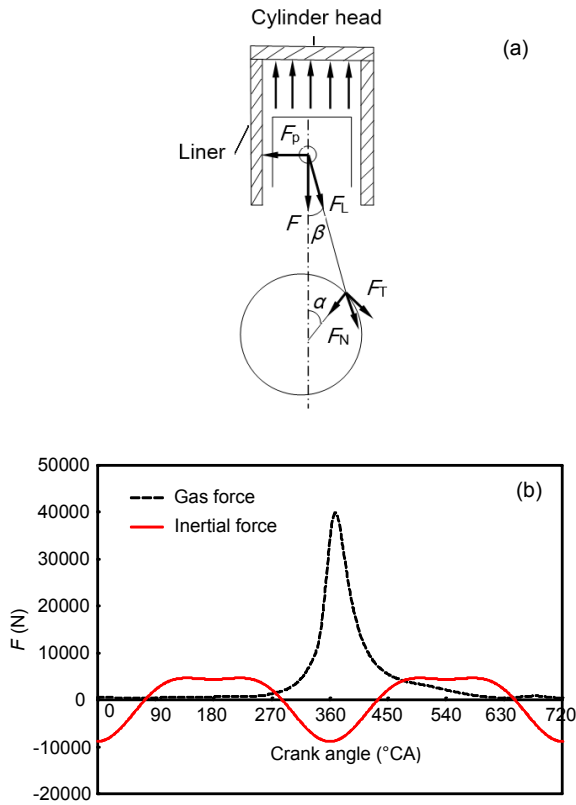 Cylinder head
(a)
Liner
Fp
F
FL
β
α
FT
FN
50000
(b)
Gas force
Inertial force
40000
30000
20000
10000
0
-10000
-20000
F (N)
0 90 180 270 360 450 540 630 720
Crank angle (°CA)